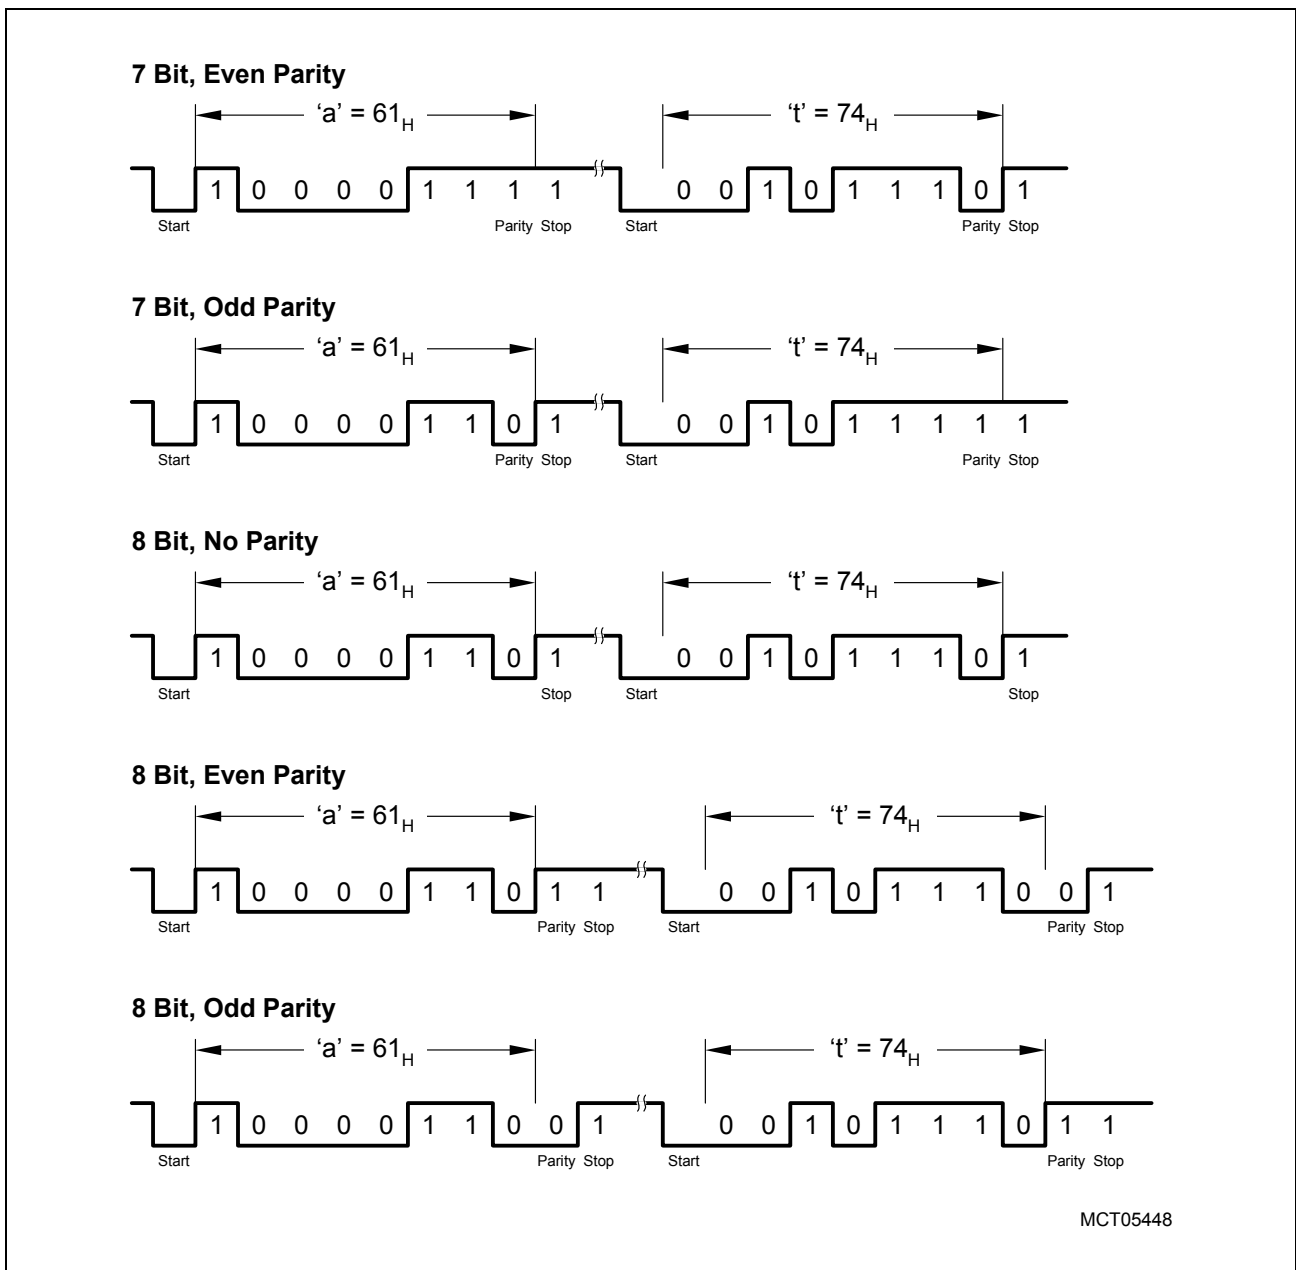 7 Bit, Even Parity
‘a’ = 61H ‘t’ = 74H
1 0 0 0 0 1 1 1 1 0 0 1 0 1 1 1 0 1
Start Parity Stop Start Parity Stop
7 Bit, Odd Parity
‘a’ = 61H ‘t’ = 74H
1 0 0 0 0 1 1 0 1 0 0 1 0 1 1 1 1 1
Start Parity Stop Start Parity Stop
8 Bit, No Parity
‘a’ = 61H ‘t’ = 74H
1 0 0 0 0 1 1 0 1 0 0 1 0 1 1 1 0 1
Start Stop Start Stop
8 Bit, Even Parity
‘a’ = 61H ‘t’ = 74H
1 0 0 0 0 1 1 0 1 1 0 0 1 0 1 1 1 0 0 1
Start Parity Stop Start Parity Stop
8 Bit, Odd Parity
‘a’ = 61H ‘t’ = 74H
1 0 0 0 0 1 1 0 0 1 0 0 1 0 1 1 1 0 1 1
Start Parity Stop Start Parity Stop
MCT05448